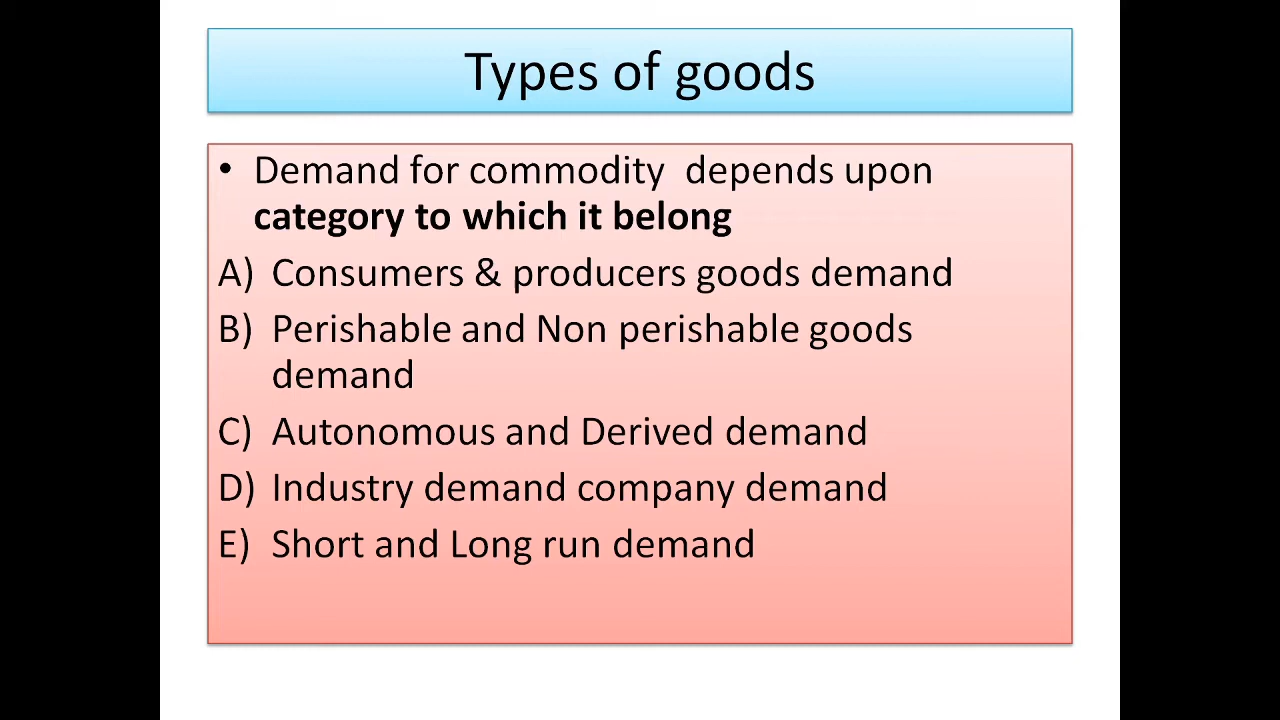 Types of goods
• Demand for commodity  depends upon
category to which it belong
A) Consumers & producers goods demand
B) Perishable and Non perishable goods
demand
C) Autonomous and Derived demand
D) Industry demand company demand
E) Short and Long run demand